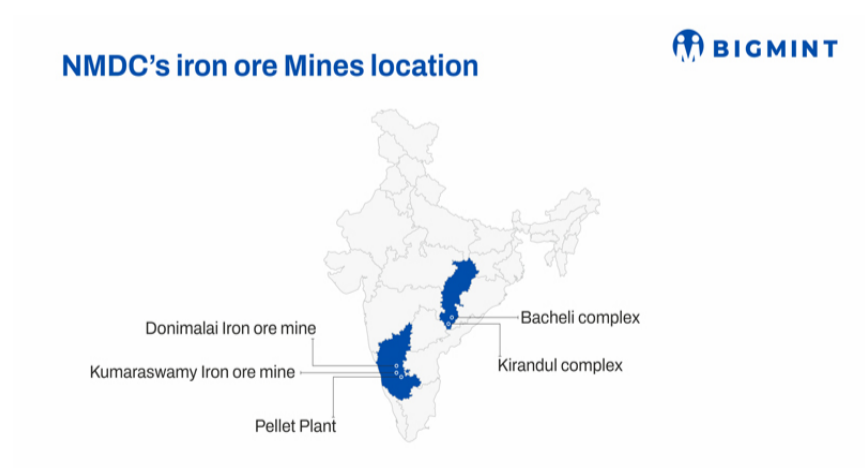 BIGMINT
NMDC’s iron ore Mines location
Donimalai Iron ore mine
Bacheli complex
Kumaraswamy Iron ore mine
Kirandul complex
Pellet Plant